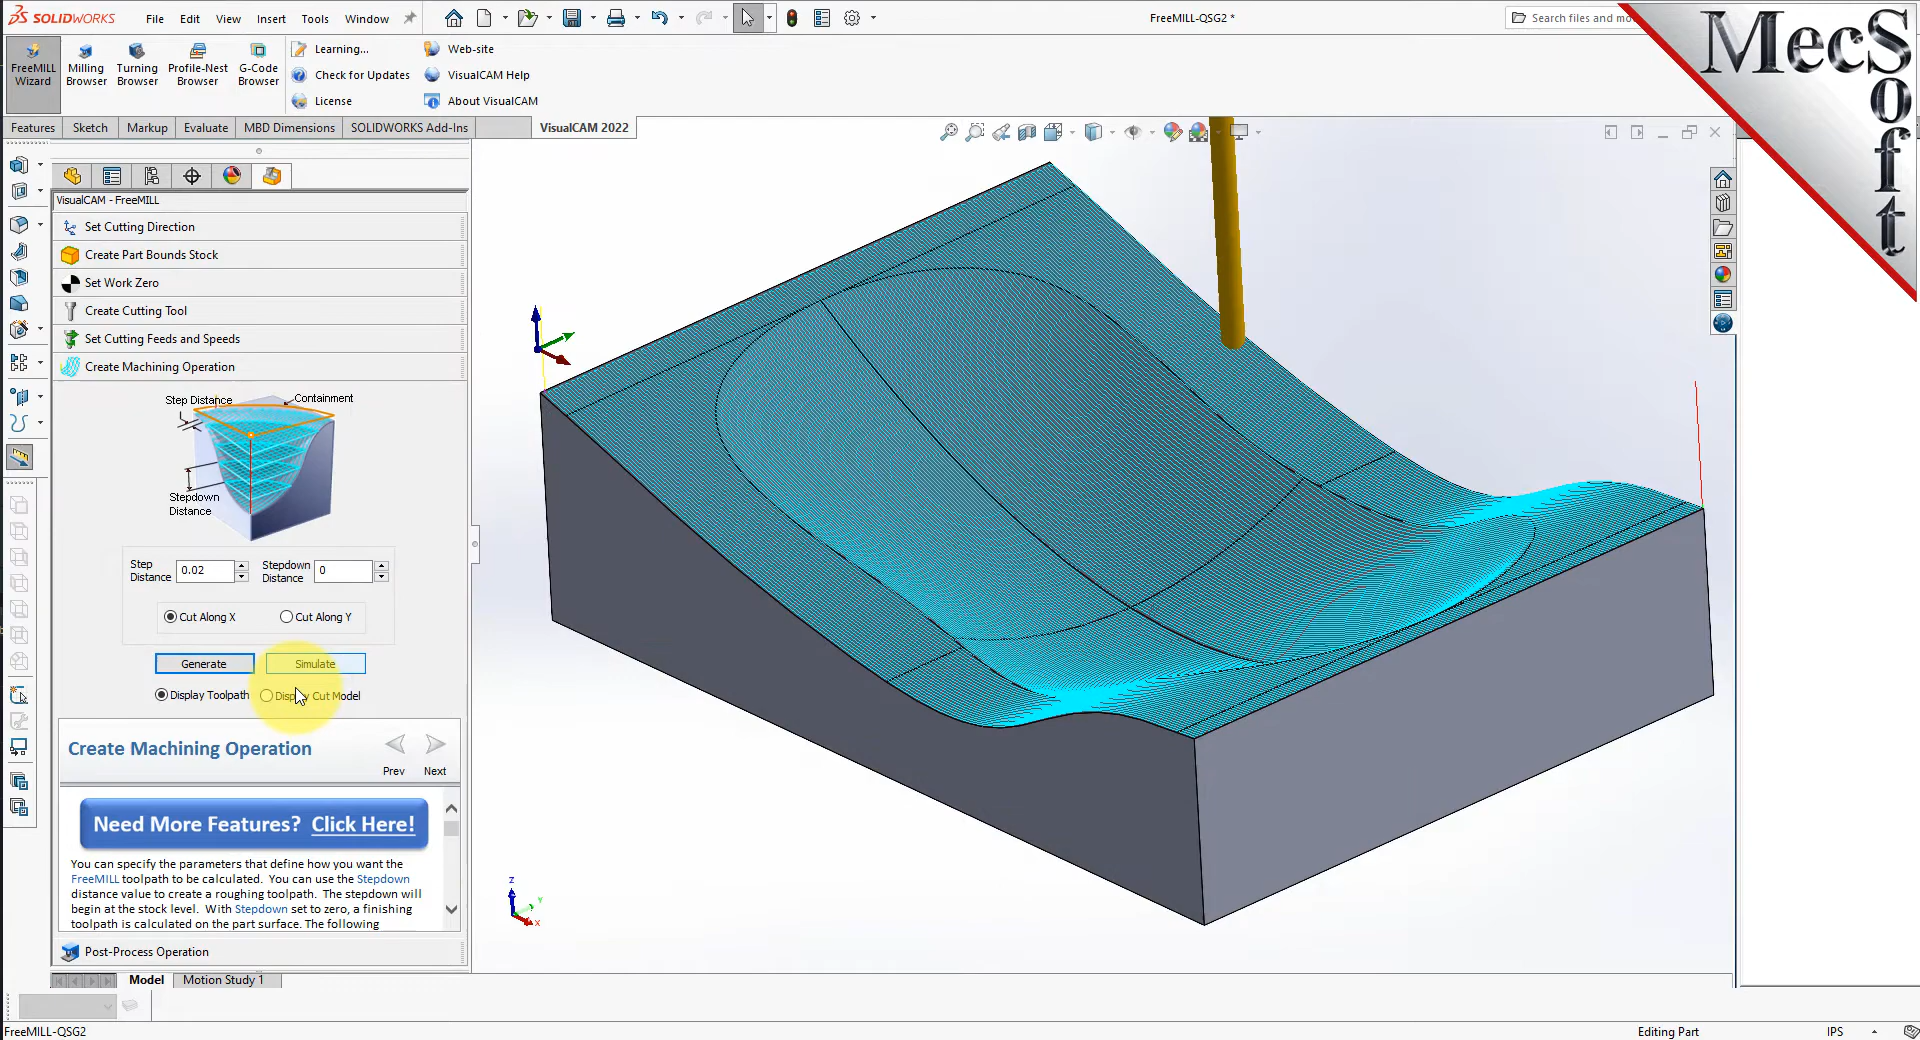 SOLIDWORKS File Edit View Insert Tools Window
FreeMILL-QSG2 *
Search files and mo
MecSoft
FreeMILL Wizard
Milling Browser
Turning Browser
Profile-Nest Browser
G-Code Browser
Learning...
Check for Updates
License
Web-site
VisualCAM Help
About VisualCAM
Features Sketch Markup Evaluate MBD Dimensions SOLIDWORKS Add-Ins VisualCAM 2022
VisualCAM - FreeMILL
Set Cutting Direction
Create Part Bounds Stock
Set Work Zero
Create Cutting Tool
Set Cutting Feeds and Speeds
Create Machining Operation
Step Distance
Containment
Stepdown
Distance
Step Distance 0.02
Stepdown Distance 0
Cut Along X Cut Along Y
Generate Simulate
Display Toolpath Display Cut Model
Create Machining Operation
Prev Next
Need More Features? Click Here!
You can specify the parameters that define how you want the
FreeMILL toolpath to be calculated. You can use the Stepdown
distance value to create a roughing toolpath. The stepdown will
begin at the stock level. With Stepdown set to zero, a finishing
toolpath is calculated on the part surface. The following
Post-Process Operation
Z
Y
X
Model Motion Study 1
FreeMILL-QSG2
Editing Part IPS